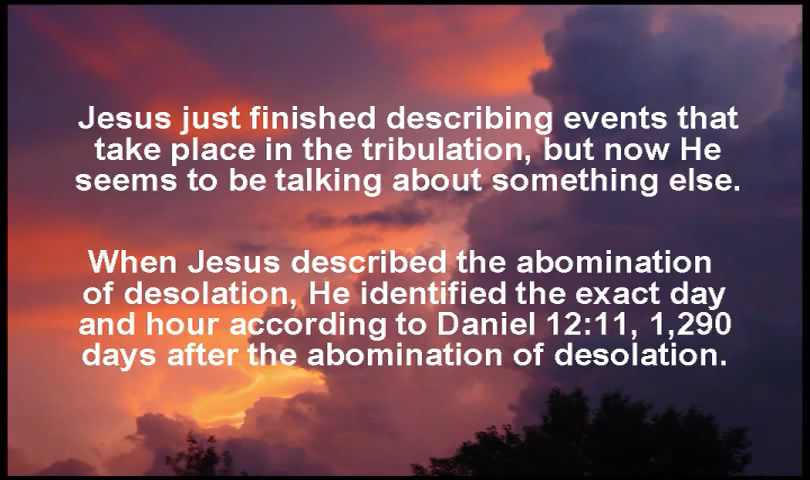 Jesus just finished describing events that
take place in the tribulation, but now He
seems to be talking about something else.
When Jesus described the abomination
of desolation, He identified the exact day
and hour according to Daniel 12:11, 1,290
days after the abomination of desolation.